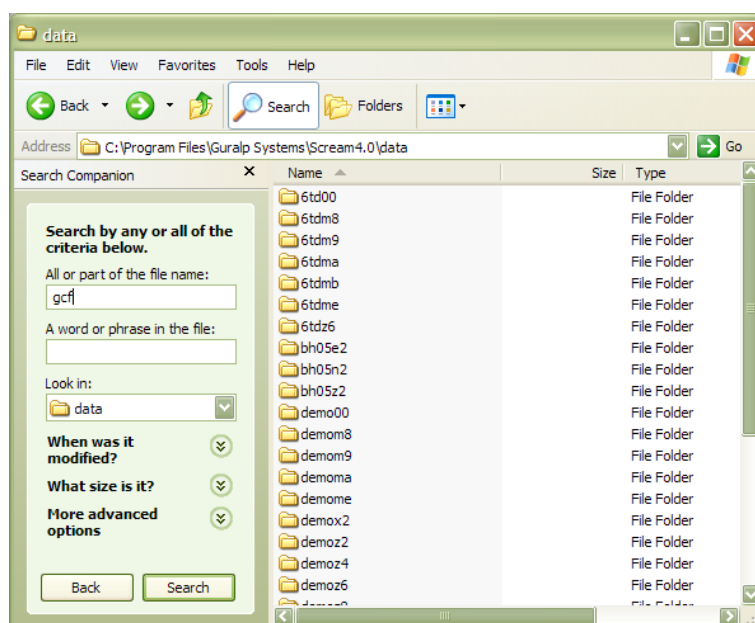 data
File Edit View Favorites Tools Help
Back Search Folders
Address C:\Program Files\Guralp Systems\Scream4.0\data Go
Search Companion × Name Size Type
Search by any or all of the
criteria below.
All or part of the file name:
gcf
A word or phrase in the file:
Look in:
data
When was it
modified?
What size is it?
More advanced
options
Back Search
6td00 File Folder
6tdm8 File Folder
6tdm9 File Folder
6tdma File Folder
6tdmb File Folder
6tdme File Folder
6tdz6 File Folder
bh05e2 File Folder
bh05n2 File Folder
bh05z2 File Folder
demo00 File Folder
demom8 File Folder
demom9 File Folder
demoma File Folder
demome File Folder
demox2 File Folder
demoz2 File Folder
demoz4 File Folder
demoz6 File Folder